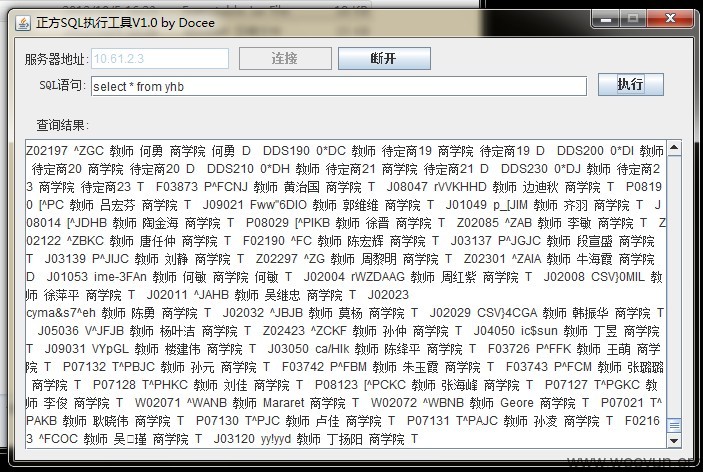 正方SQL执行工具V1.0 by Docee
服务器地址: 10.61.2.3 连接 断开
SQL语句: select * from yhb 执行
查询结果:
Z02197 ^ZGC 教师 何勇 商学院 何勇 D DDS190 0*DC 教师 待定商19 商学院 待定商19 D DDS200 0*DI 教师
待定商20 商学院 待定商20 D DDS210 0*DH 教师 待定商21 商学院 待定商21 D DDS230 0*DJ 教师 待定商2
3 商学院 待定商23 T F03873 P^FCNJ 教师 黄治国 商学院 T J08047 rVVKHHD 教师 边迪秋 商学院 T P0819
0 [^PC 教师 吕宏芬 商学院 T J09021 Fww"6DIO 教师 郭维维 商学院 T J01049 p_[JIM 教师 齐羽 商学院 T
J08014 [^JDHB 教师 陶金海 商学院 T P08029 [^PIKB 教师 徐晋 商学院 T Z02085 ^ZAB 教师 李敏 商学院 T Z
02122 ^ZBKC 教师 唐任仲 商学院 T F02190 ^FC 教师 陈宏辉 商学院 T J03137 P^JGJC 教师 段宣盛 商学院
T J03139 P^JIJC 教师 刘静 商学院 T Z02297 ^ZG 教师 周黎明 商学院 T Z02301 ^ZAIA 教师 牛海霞 商学院
D J01053 ime-3FAn 教师 何敏 商学院 何敏 T J02004 rWZDAAG 教师 周红紫 商学院 T J02008 CSV}0MIL 教
师 徐萍平 商学院 T J02011 ^JAHB 教师 吴继忠 商学院 T J02023
cyma&s7^eh 教师 陈勇 商学院 T J02032 ^JBJB 教师 莫杨 商学院 T J02029 CSV}4CGA 教师 韩振华 商学院
T J05036 V^JFJB 教师 杨叶洁 商学院 T Z02423 ^ZCKF 教师 孙仲 商学院 T J04050 ic$sun 教师 丁昱 商学院
T J09031 VYpGL 教师 楼建伟 商学院 T J03050 ca/HIk 教师 陈绛平 商学院 T F03726 P^FFK 教师 王萌 商学
院 T P07132 T^PBJC 教师 孙元 商学院 T F03742 P^FBM 教师 朱玉霞 商学院 T F03743 P^FCM 教师 张璐璐
商学院 T P07128 T^PHKC 教师 刘佳 商学院 T P08123 [^PCKC 教师 张海峰 商学院 T P07127 T^PGKC 教
师 李俊 商学院 T W02071 ^WANB 教师 Mararet 商学院 T W02072 ^WBNB 教师 Geore 商学院 T P07021 T^
PAKB 教师 耿晓伟 商学院 T P07130 T^PJC 教师 卢佳 商学院 T P07131 T^PAJC 教师 孙凌 商学院 T F0216
3 ^FCOC 教师 吴□瑾 商学院 T J03120 yy!yyd 教师 丁扬阳 商学院 T